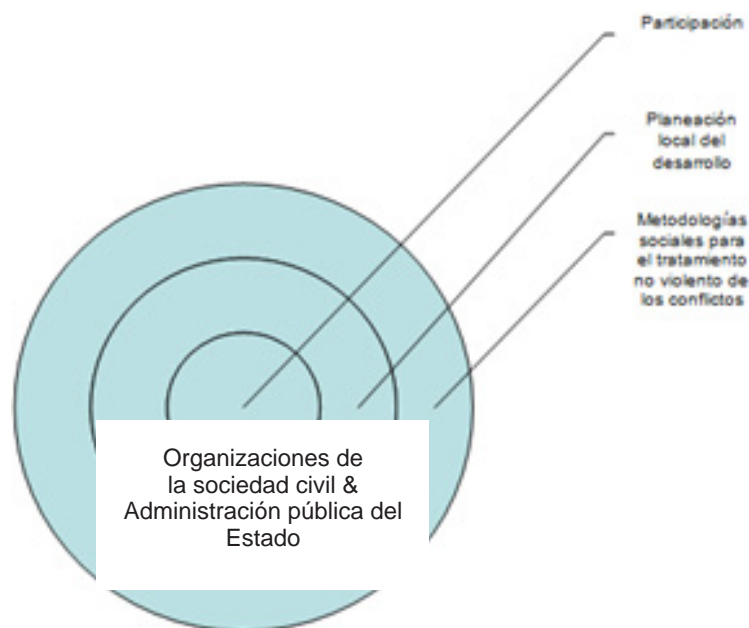 Participación
Planeación
local del
desarrollo
Metodologías
sociales para
el tratamiento
no violento de
los conflictos
Organizaciones de
la sociedad civil &
Administración pública del
Estado